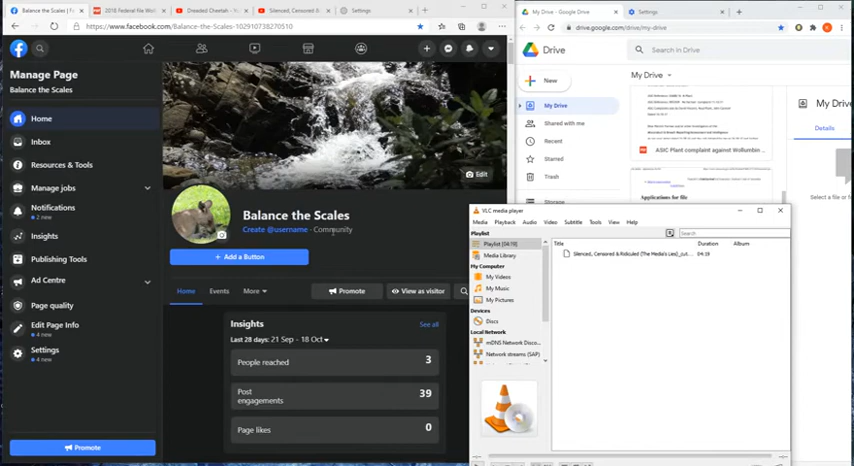 Balance the Scales | F
2018 Federal file Wo
Dreaded Cheetah -
Silenced, Censored &
Settings
https://www.facebook.com/Balance-the-Scales-102910738270510
Manage Page
Balance the Scales
Home
Inbox
Resources & Tools
Manage jobs
Notifications
2 new
Insights
Publishing Tools
Ad Centre
Page quality
Edit Page Info
4 new
Settings
4 new
Promote
Edit
Balance the Scales
Create @username · Community
+ Add a Button
Home
Events
More
Promote
View as visitor
Insights
See all
Last 28 days: 21 Sep - 18 Oct
People reached
3
Post
engagements
39
Page likes
0
My Drive - Google Drive
Settings
drive.google.com/drive/my-drive
Drive
Search in Drive
New
My Drive
Shared with me
Recent
Starred
Trash
Storage
My Drive
ASIC Plant complaint against Wollumbin ...
Applications for file
My Drive
Details
Select a file or
VLC media player
Media Playback Audio Video Subtitle Tools View Help
Playlist
Playlist [04:19]
Media Library
My Computer
My Videos
My Music
My Pictures
Devices
Discs
Local Network
mDNS Network Disco...
Network streams (SAP)
Search
Title
Duration
Album
Silenced, Censored & Ridiculed (The Media's Lies)_cut...
04:19